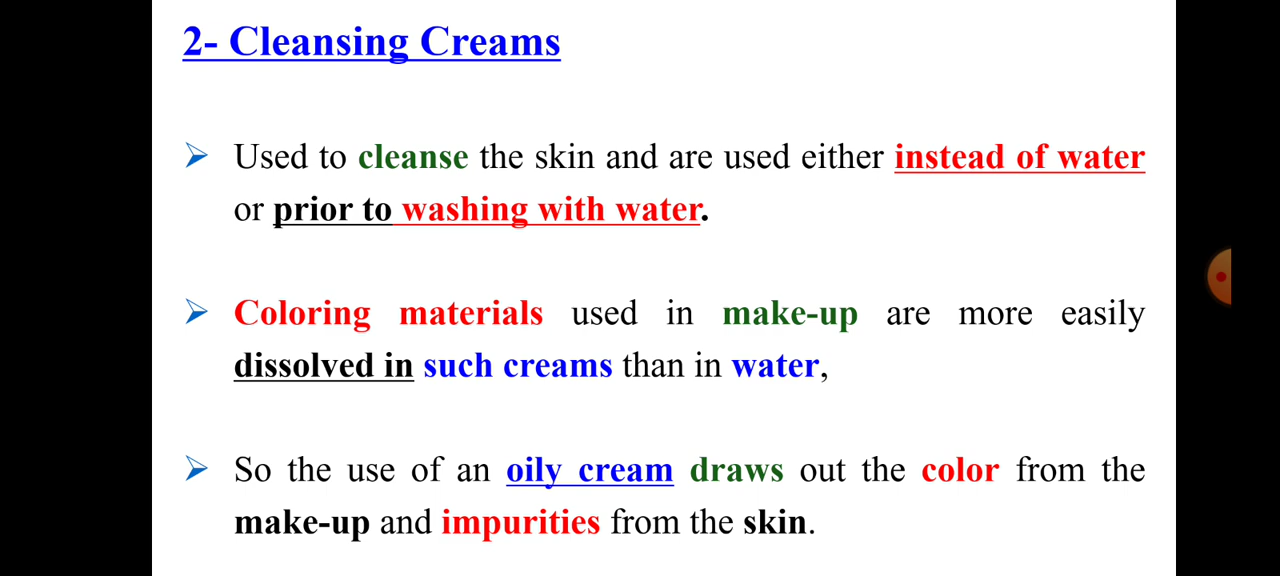 2- Cleansing Creams
Used to cleanse the skin and are used either instead of water
or prior to washing with water.
Coloring materials used in make-up are more easily
dissolved in such creams than in water,
So the use of an oily cream draws out the color from the
make-up and impurities from the skin.